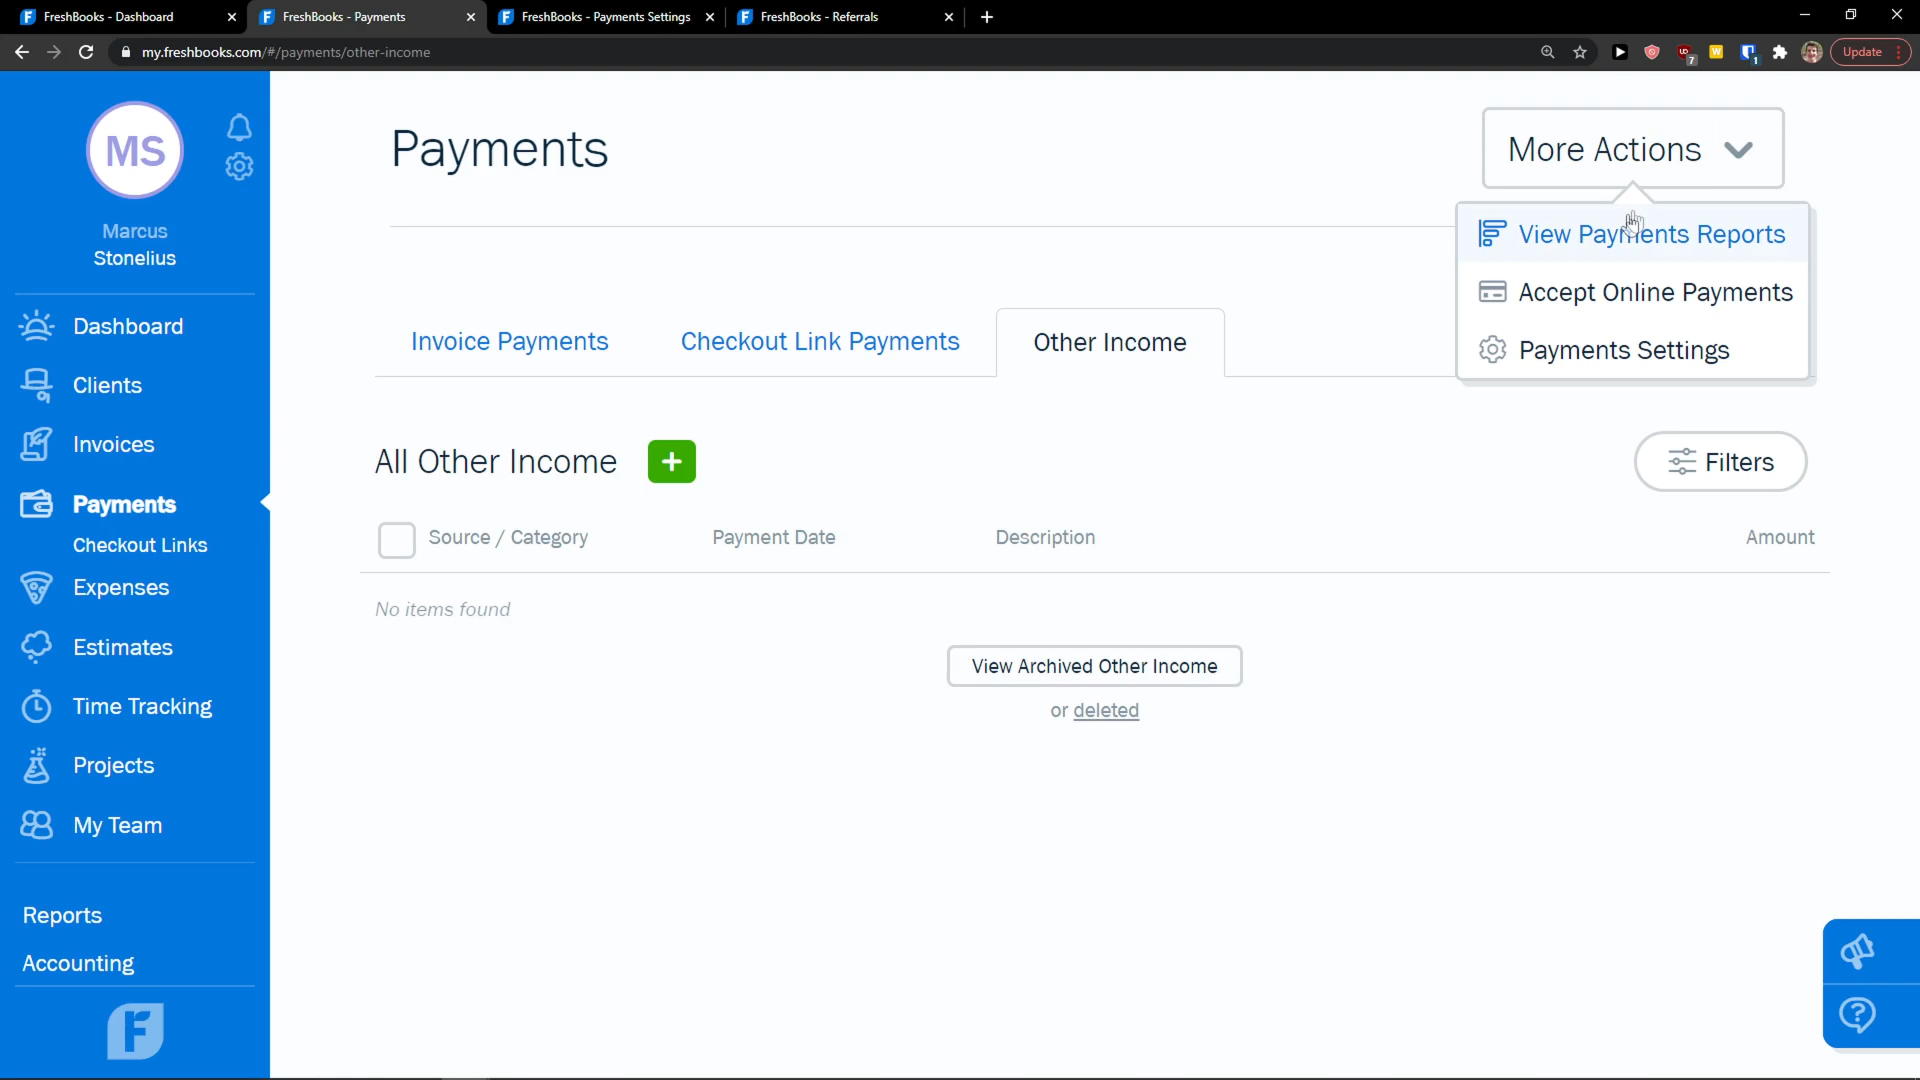 FreshBooks - Dashboard
FreshBooks - Payments
FreshBooks - Payments Settings
FreshBooks - Referrals
my.freshbooks.com/#/payments/other-income
7
W
1
Update
MS
Marcus
Stonelius
Dashboard
Clients
Invoices
Payments
Checkout Links
Expenses
Estimates
Time Tracking
Projects
My Team
Reports
Accounting
F
Payments
More Actions
View Payments Reports
Accept Online Payments
Payments Settings
Invoice Payments
Checkout Link Payments
Other Income
All Other Income
+
Filters
Source / Category
Payment Date
Description
Amount
No items found
View Archived Other Income
or deleted
?